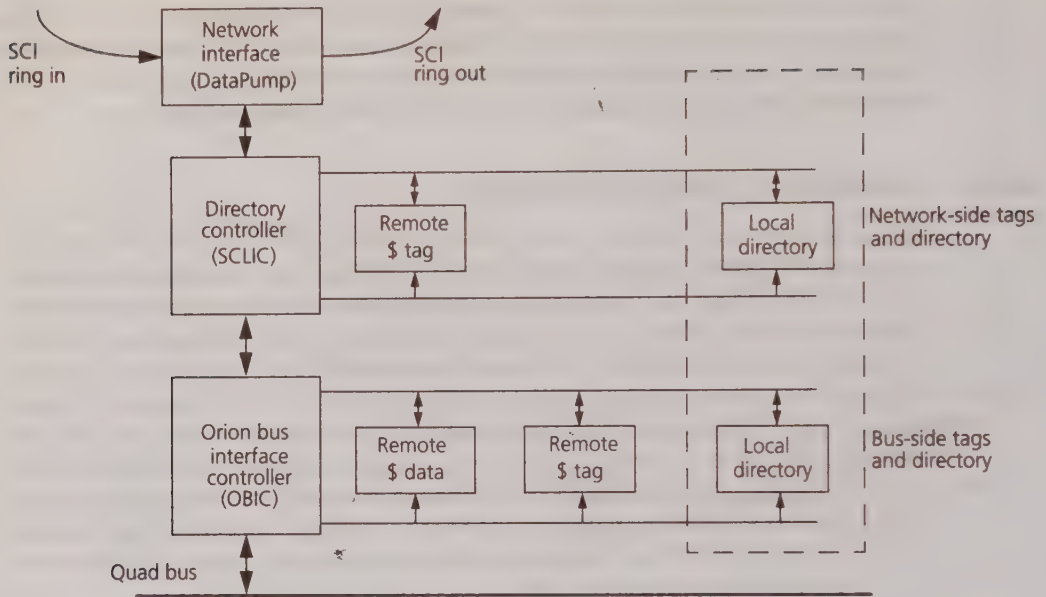 SCI
ring in
Network
interface
(DataPump)
SCI
ring out
Directory
controller
(SCLIC)
Remote
$ tag
Local
directory
Network-side tags
and directory
Orion bus
interface
controller
(OBIC)
Remote
$ data
Remote
$ tag
Local
directory
Bus-side tags
and directory
Quad bus